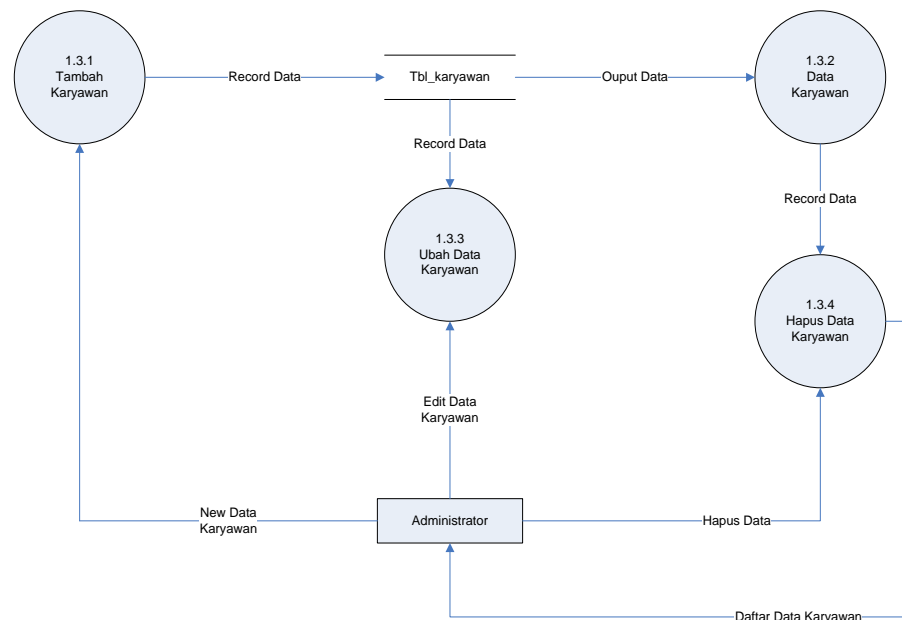 1.3.1
Tambah
Karyawan
Record Data
Tbl_karyawan
Ouput Data
1.3.2
Data
Karyawan
Record Data
Record Data
1.3.3
Ubah Data
Karyawan
1.3.4
Hapus Data
Karyawan
Edit Data
Karyawan
New Data
Karyawan
Administrator
Hapus Data
Daftar Data Karyawan